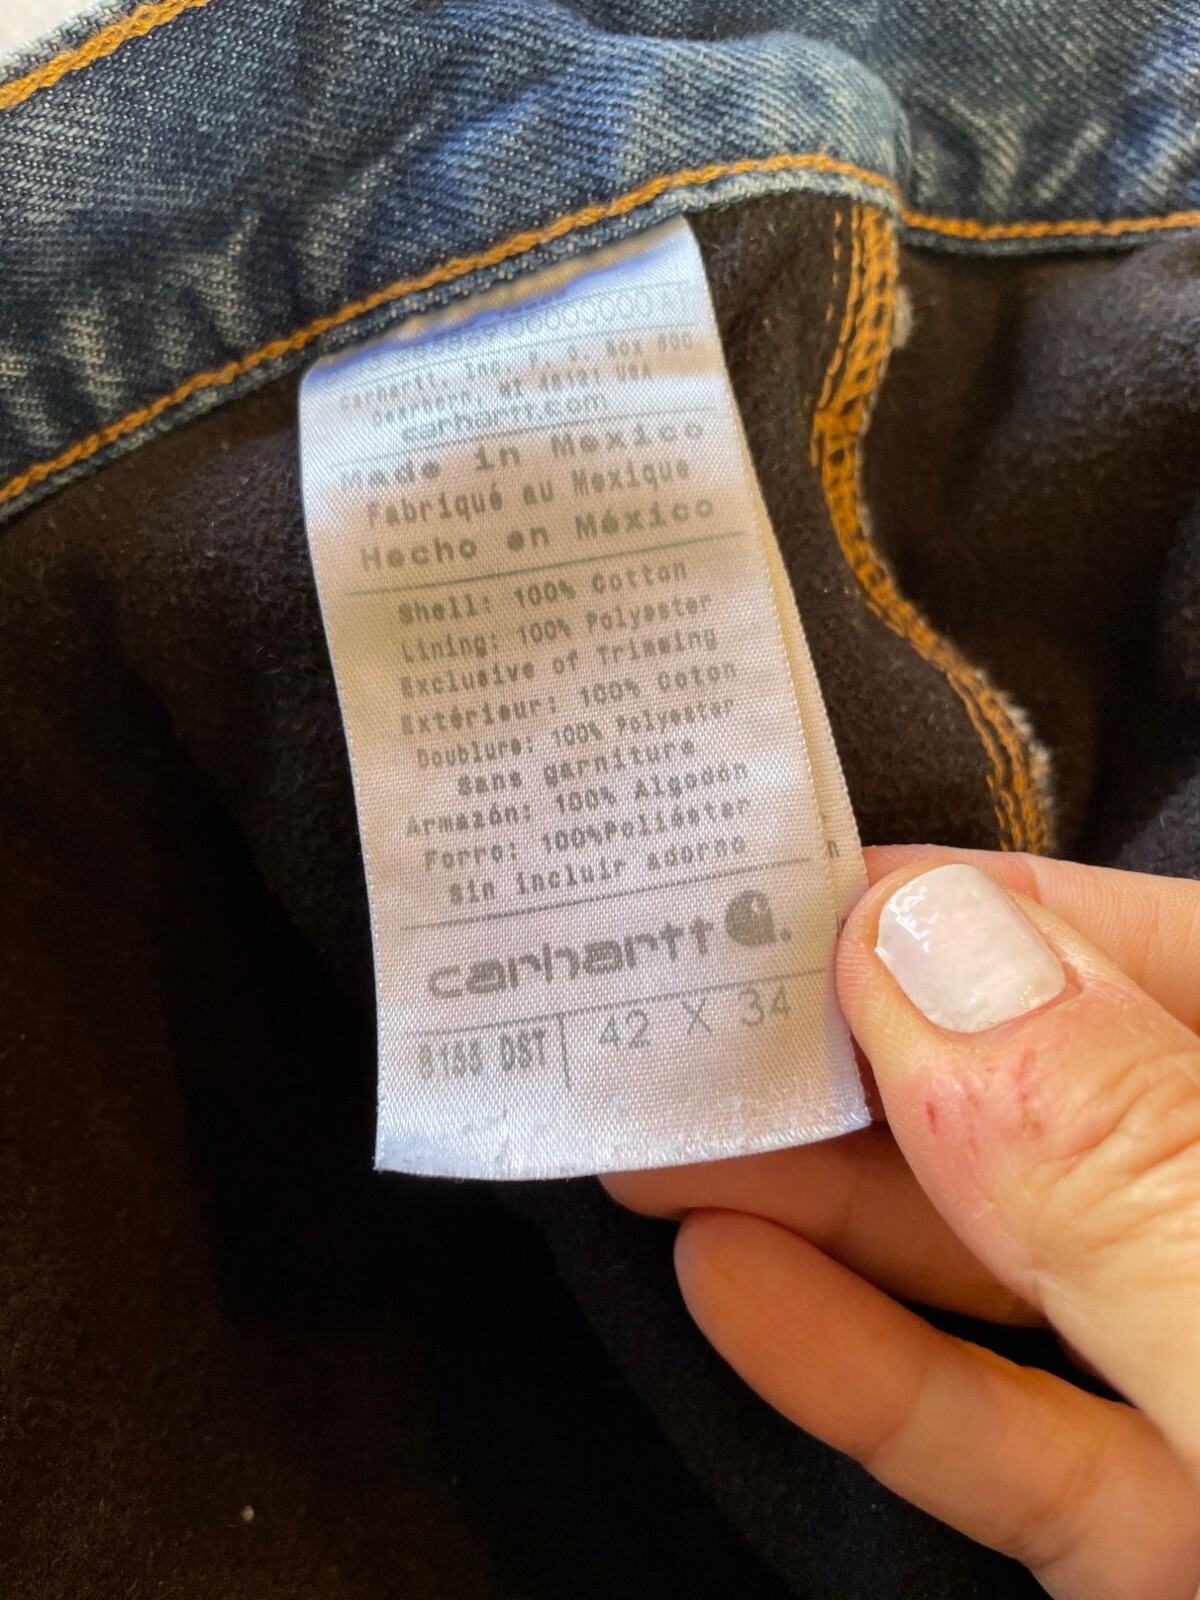 Carhartt, Inc. P. O. Box 600
Dearborn, MI 48121 USA
carhartt.com
Made in Mexico
Fabriqué au Mexique
Hecho en México
Shell: 100% Cotton
Lining: 100% Polyester
Exclusive of Trimming
Extérieur: 100% Coton
Doublure: 100% Polyester
Sans garniture
Armazón: 100% Algodón
Forro: 100%Poliéster
Sin incluir adorno
carhartt
DST 42 X 34